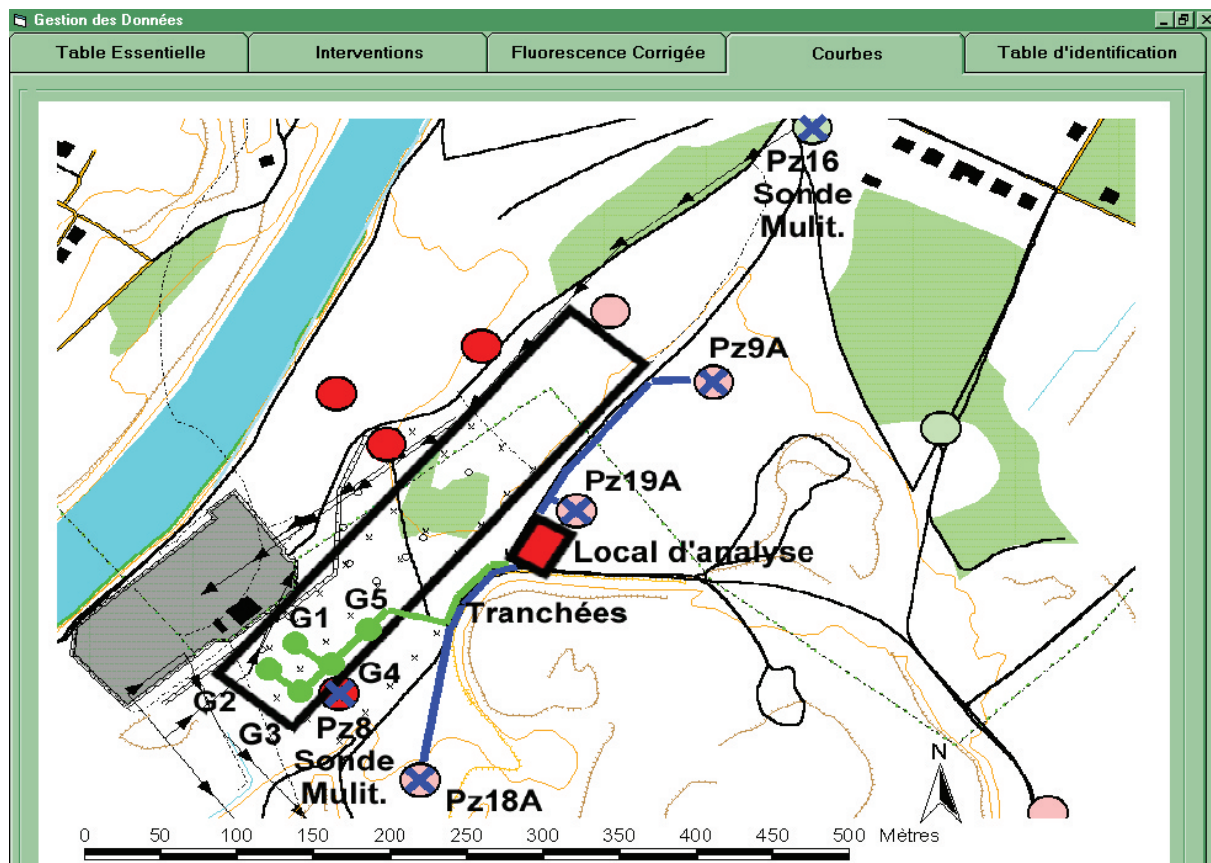 Gestion des Données
Table Essentielle
Interventions
Fluorescence Corrigée
Courbes
Table d'identification
Pz16
Sonde
Mulit.
Pz9A
Pz19A
Local d'analyse
Tranchées
G5
G1
G4
G2
G3
Pz8
Sonde
Mulit.
Pz18A
N
0 50 100 150 200 250 300 350 400 450 500 Mètres